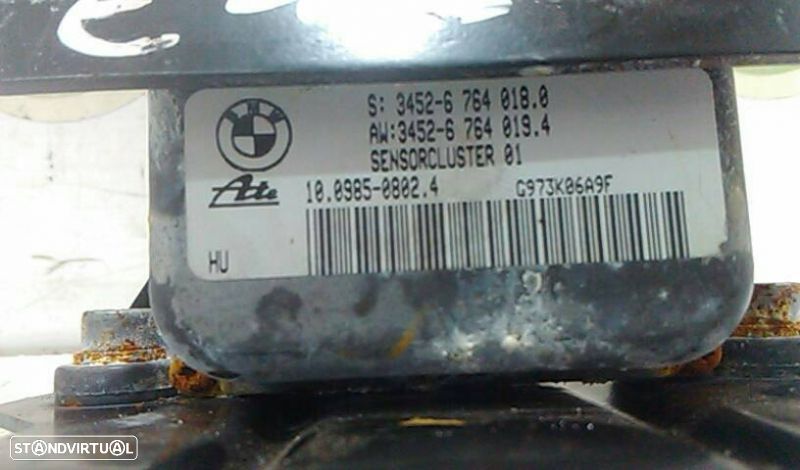 BMW
S: 3452-6 764 018.0
AW:3452-6 764 019.4
SENSORCLUSTER 01
Ate
10.0985-0802.4
G973K06A9F
HU
STANDVIRTUAL